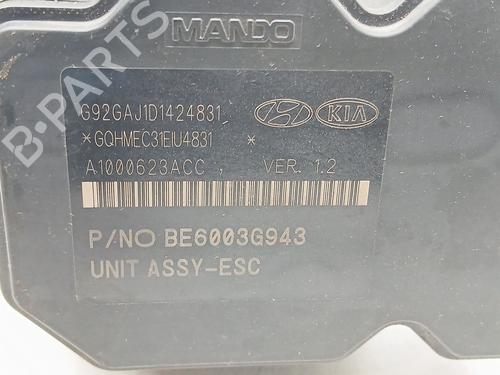 MANDO
G92GAJ1D1424831
KIA
*GQHMEC31EIU4831 *
A1000623ACC , VER. 1.2
P/NO BE6003G943
UNIT ASSY-ESC
B-PARTS